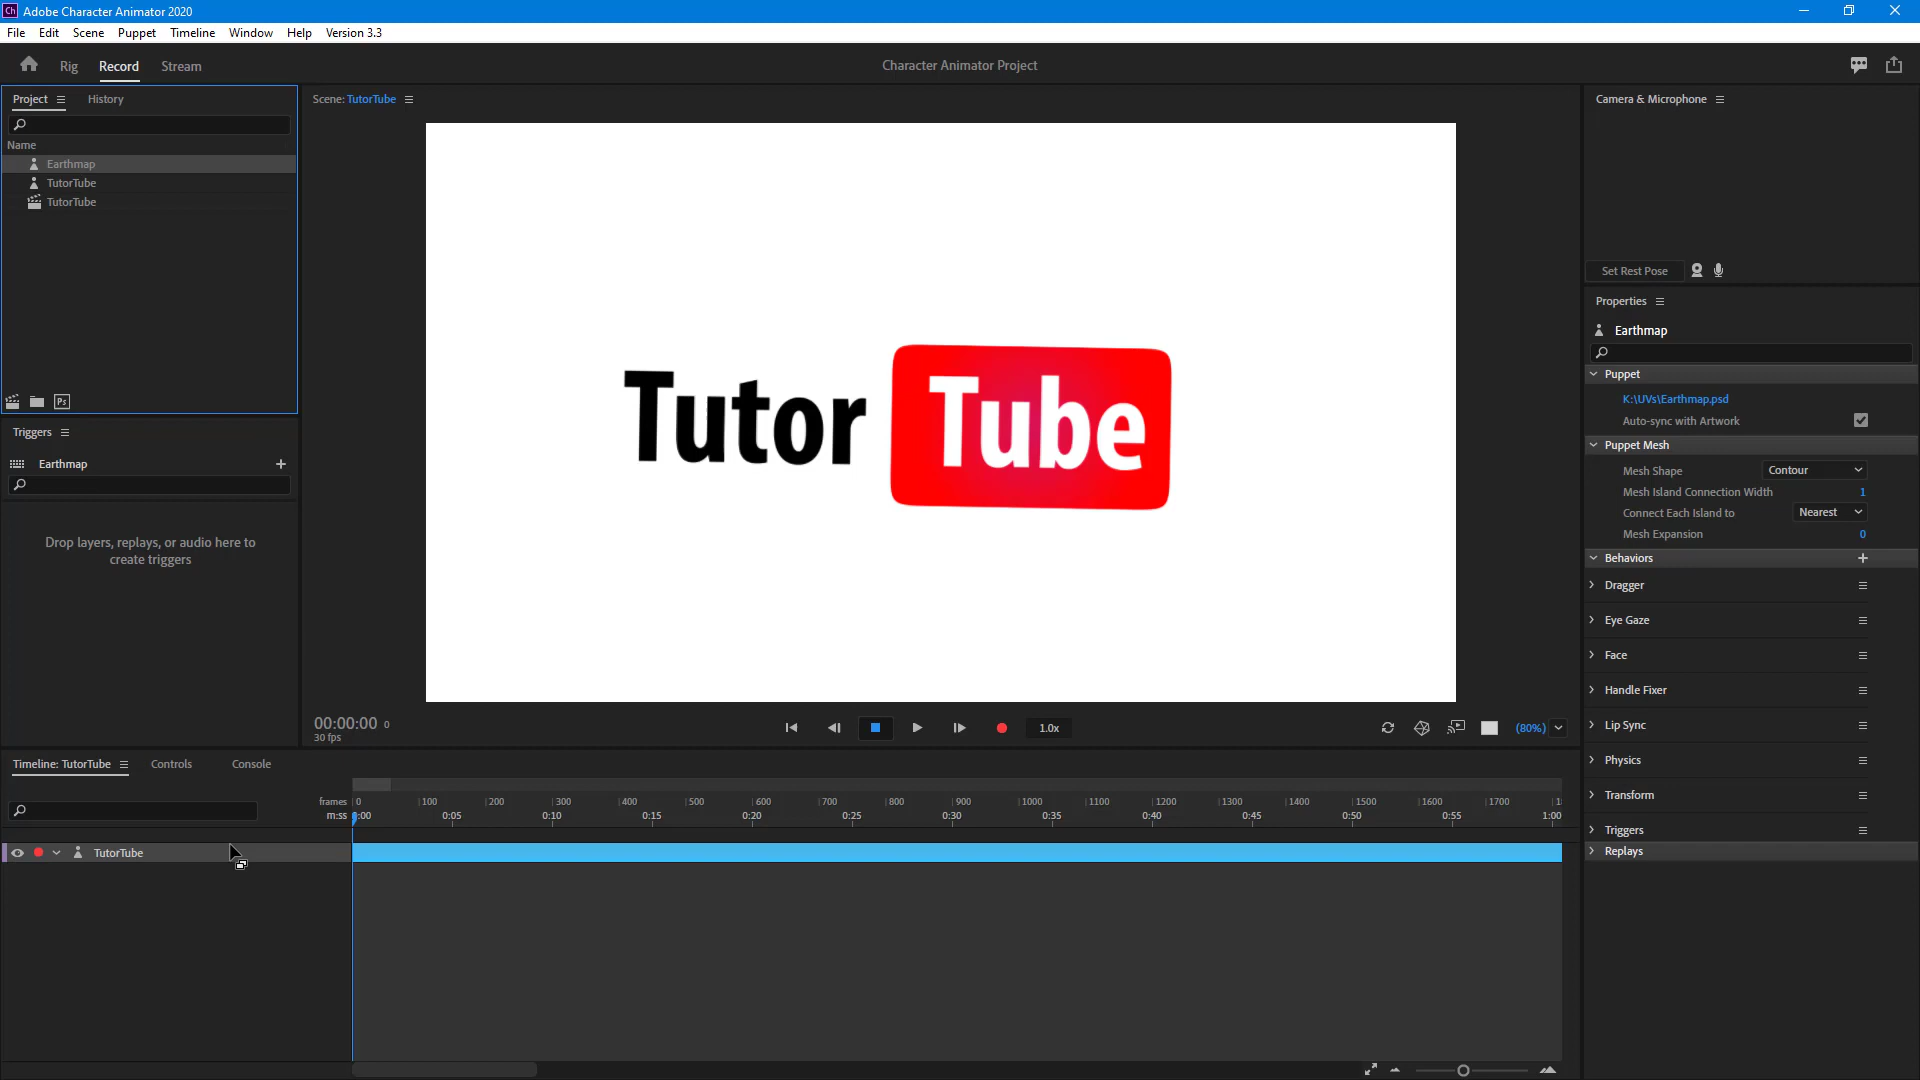 Ch Adobe Character Animator 2020
File Edit Scene Puppet Timeline Window Help Version 3.3
Rig Record Stream Character Animator Project
Project History
Name
Earthmap
TutorTube
TutorTube
Ps
Triggers
Earthmap +
Drop layers, replays, or audio here to
create triggers
Scene: TutorTube
Tutor Tube
00:00:00 0
30 fps
1.0x
(80%)
Camera & Microphone
Set Rest Pose
Properties
Earthmap
Puppet
K:\UVs\Earthmap.psd
Auto-sync with Artwork
Puppet Mesh
Mesh Shape Contour
Mesh Island Connection Width 1
Connect Each Island to Nearest
Mesh Expansion 0
Behaviors +
Dragger
Eye Gaze
Face
Handle Fixer
Lip Sync
Physics
Transform
Triggers
Replays
Timeline: TutorTube Controls Console
frames 0 100 200 300 400 500 600 700 800 900 1000 1100 1200 1300 1400 1500 1600 1700
m:ss 0:00 0:05 0:10 0:15 0:20 0:25 0:30 0:35 0:40 0:45 0:50 0:55 1:00
TutorTube